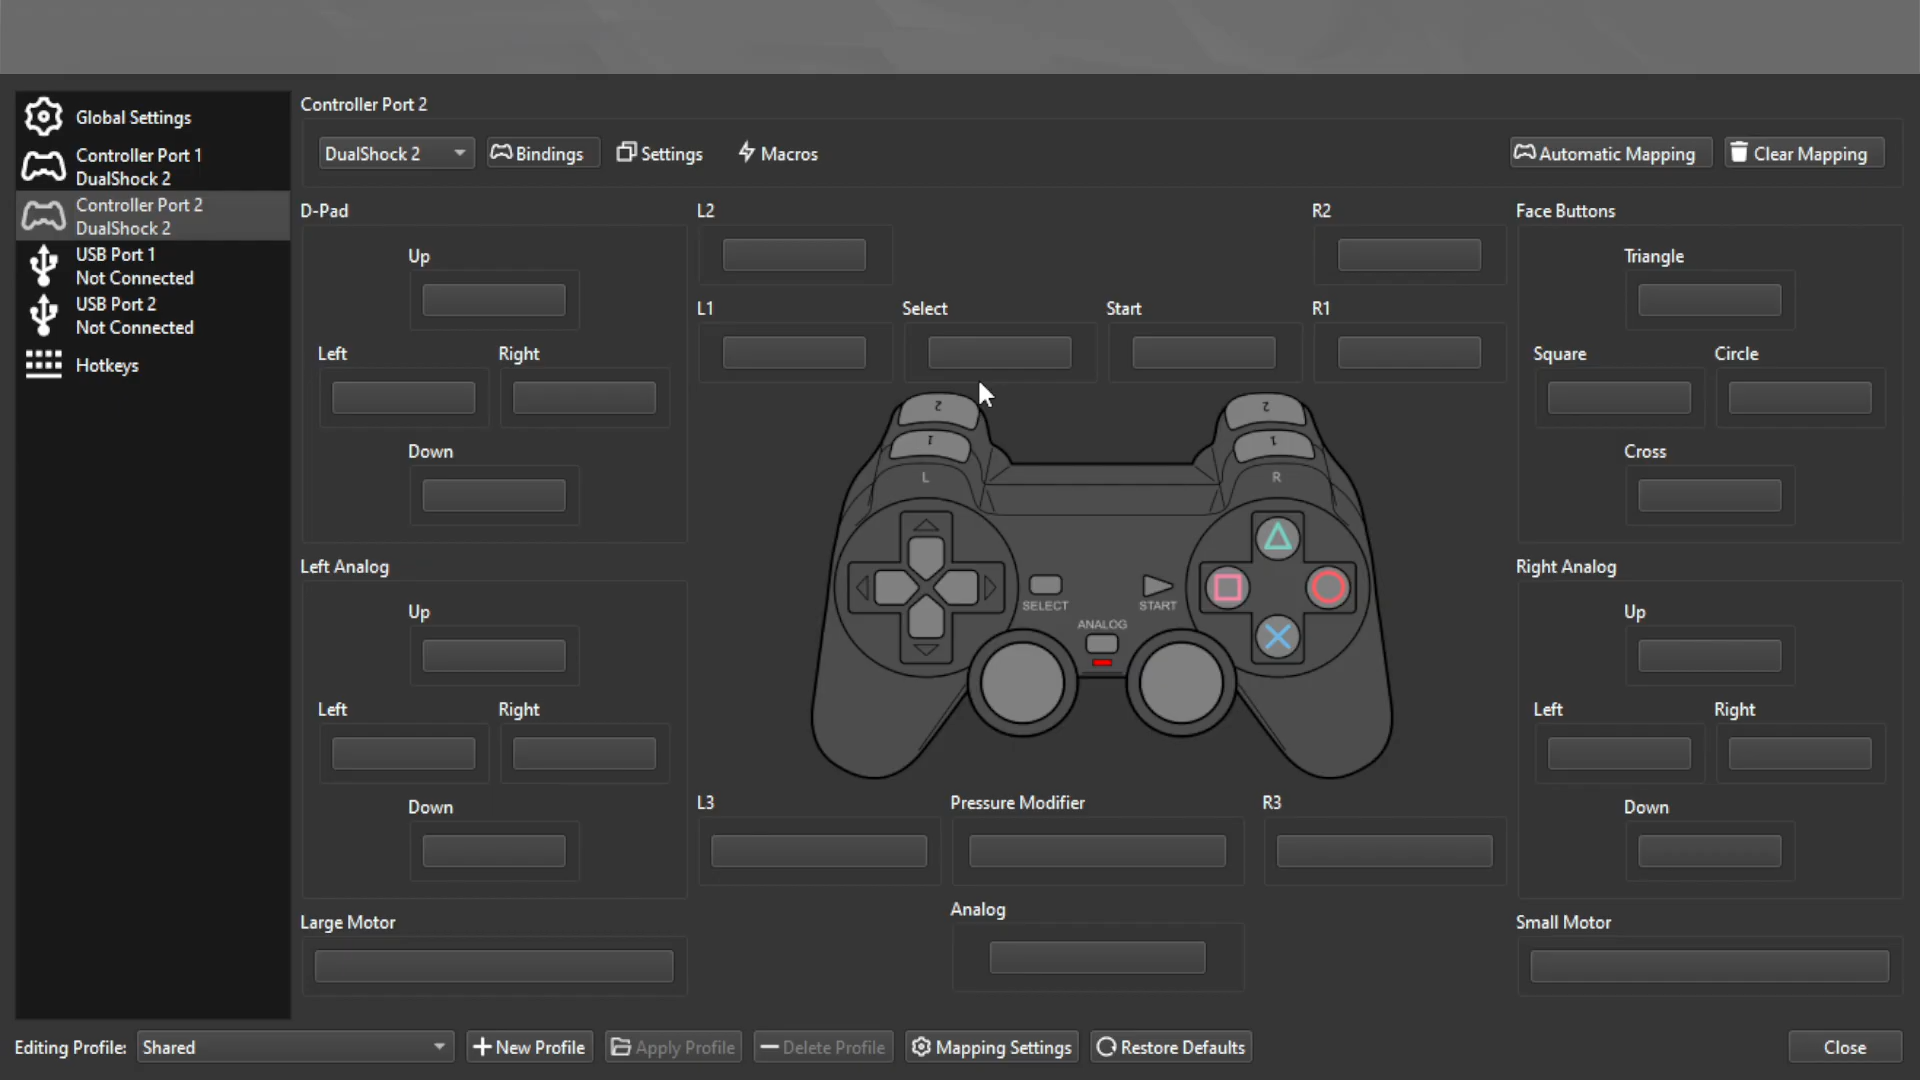 Global Settings
Controller Port 1
DualShock 2
Controller Port 2
DualShock 2
USB Port 1
Not Connected
USB Port 2
Not Connected
Hotkeys
Controller Port 2
DualShock 2
Bindings
Settings
Macros
Automatic Mapping
Clear Mapping
D-Pad
Up
Left
Right
Down
Left Analog
Up
Left
Right
Down
Large Motor
L2
L1
Select
Start
R2
R1
2
1
L
2
1
R
SELECT
START
ANALOG
L3
Pressure Modifier
R3
Analog
Face Buttons
Triangle
Square
Circle
Cross
Right Analog
Up
Left
Right
Down
Small Motor
Editing Profile:
Shared
New Profile
Apply Profile
Delete Profile
Mapping Settings
Restore Defaults
Close